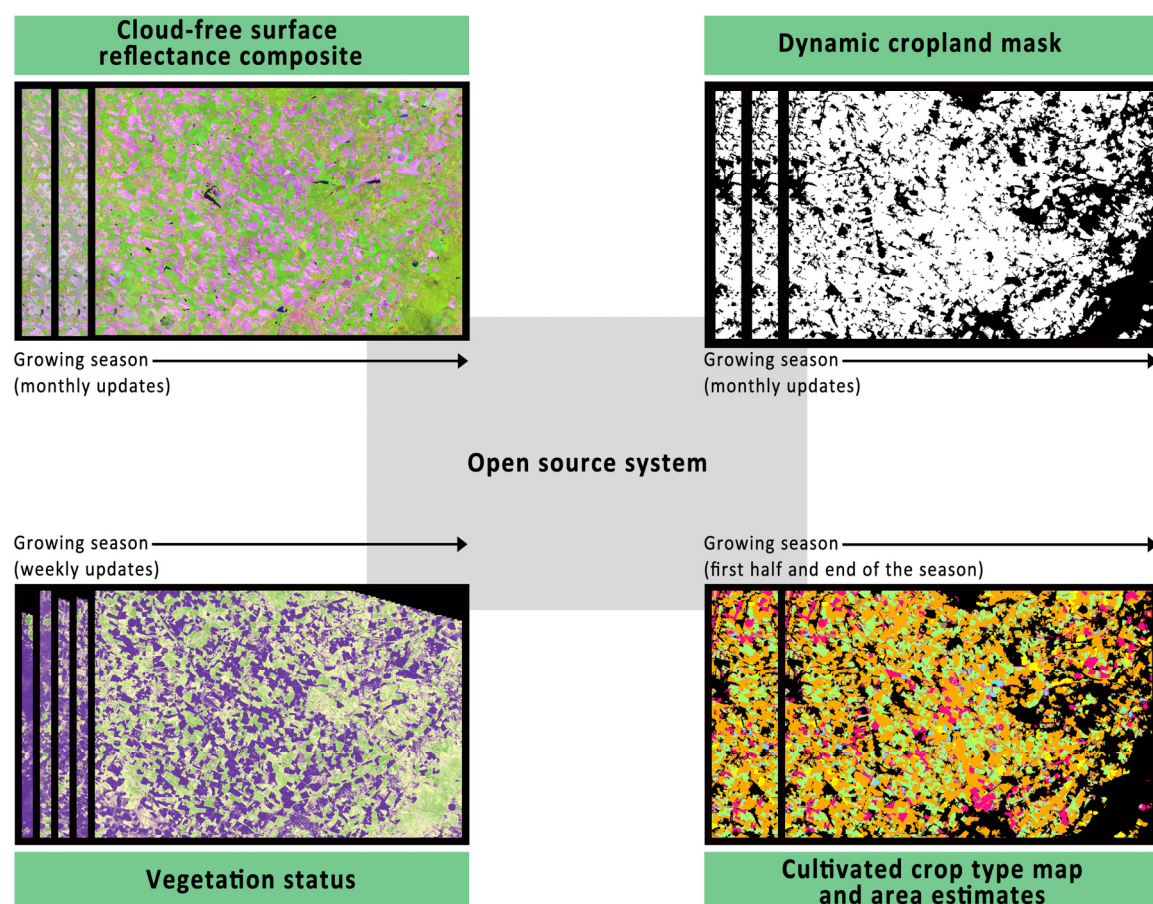 Cloud-free surface
reflectance composite
Dynamic cropland mask
Growing season
(monthly updates)
Growing season
(monthly updates)
Open source system
Growing season
(weekly updates)
Growing season
(first half and end of the season)
Vegetation status
Cultivated crop type map
and area estimates